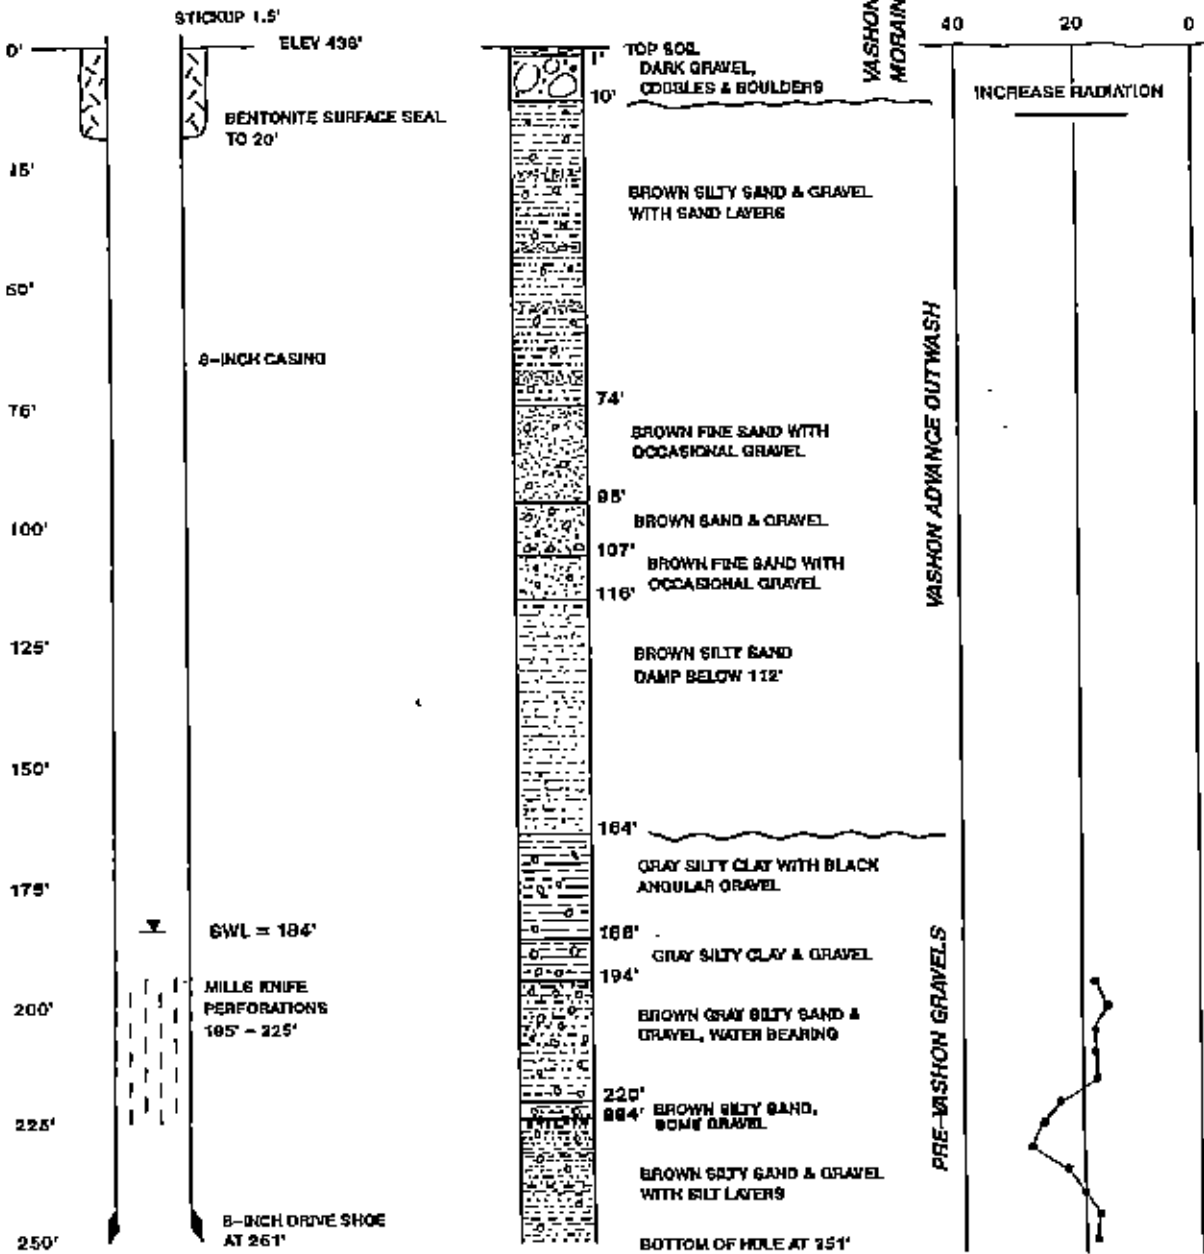 STICKUP 1.5'
ELEV 436'
BENTONITE SURFACE SEAL
TO 20'
8-INCH CASING
SWL = 184'
MILLS KNIFE
PERFORATIONS
195' - 225'
8-INCH DRIVE SHOE
AT 251'
0'
25'
50'
75'
100'
125'
150'
175'
200'
225'
250'
TOP SOIL
1'
DARK GRAVEL,
COBBLES & BOULDERS
10'
BROWN SILTY SAND & GRAVEL
WITH SAND LAYERS
74'
BROWN FINE SAND WITH
OCCASIONAL GRAVEL
95'
BROWN SAND & GRAVEL
107'
BROWN FINE SAND WITH
OCCASIONAL GRAVEL
116'
BROWN SILTY SAND
DAMP BELOW 112'
164'
GRAY SILTY CLAY WITH BLACK
ANGULAR GRAVEL
186'
GRAY SILTY CLAY & GRAVEL
194'
BROWN GRAY SILTY SAND &
GRAVEL, WATER BEARING
220'
224'
BROWN SILTY SAND,
SOME GRAVEL
BROWN SILTY SAND & GRAVEL
WITH SILT LAYERS
BOTTOM OF HOLE AT 251'
VASHON
MORAIN
VASHON ADVANCE OUTWASH
PRE-VASHON GRAVELS
40 20 0
INCREASE RADIATION